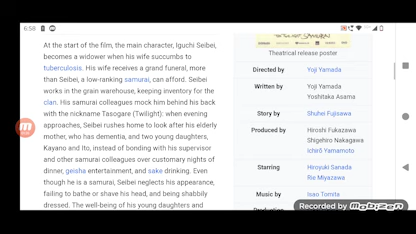 6:58
At the start of the film, the main character, Iguchi Seibei,
becomes a widower when his wife succumbs to
tuberculosis. His wife receives a grand funeral, more
than Seibei, a low-ranking samurai, can afford. Seibei
works in the grain warehouse, keeping inventory for the
clan. His samurai colleagues mock him behind his back
with the nickname Tasogare (Twilight): when evening
approaches, Seibei rushes home to look after his elderly
mother, who has dementia, and two young daughters,
Kayano and Ito, instead of bonding with his supervisor
and other samurai colleagues over customary nights of
dinner, geisha entertainment, and sake drinking. Even
though he is a samurai, Seibei neglects his appearance,
failing to bathe or shave his head, and being shabbily
dressed. The well-being of his young daughters and
Theatrical release poster
Directed by Yoji Yamada
Written by Yoji Yamada
Yoshitaka Asama
Story by Shuhei Fujisawa
Produced by Hiroshi Fukazawa
Shigehiro Nakagawa
Ichirō Yamamoto
Starring Hiroyuki Sanada
Rie Miyazawa
Music by Isao Tomita
Production
Recorded by Mobizen